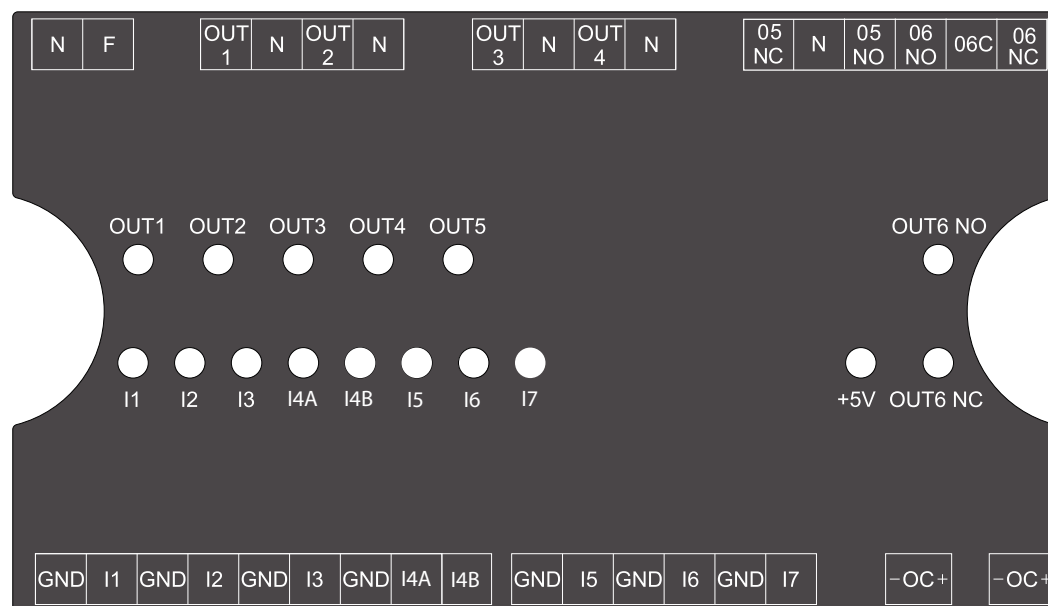 N F OUT 1 N OUT 2 N OUT 3 N OUT 4 N 05 NC N 05 NO 06 NO 06C 06 NC
OUT1 OUT2 OUT3 OUT4 OUT5 OUT6 NO
I1 I2 I3 I4A I4B I5 I6 I7 +5V OUT6 NC
GND I1 GND I2 GND I3 GND I4A I4B GND I5 GND I6 GND I7 -OC+ -OC+